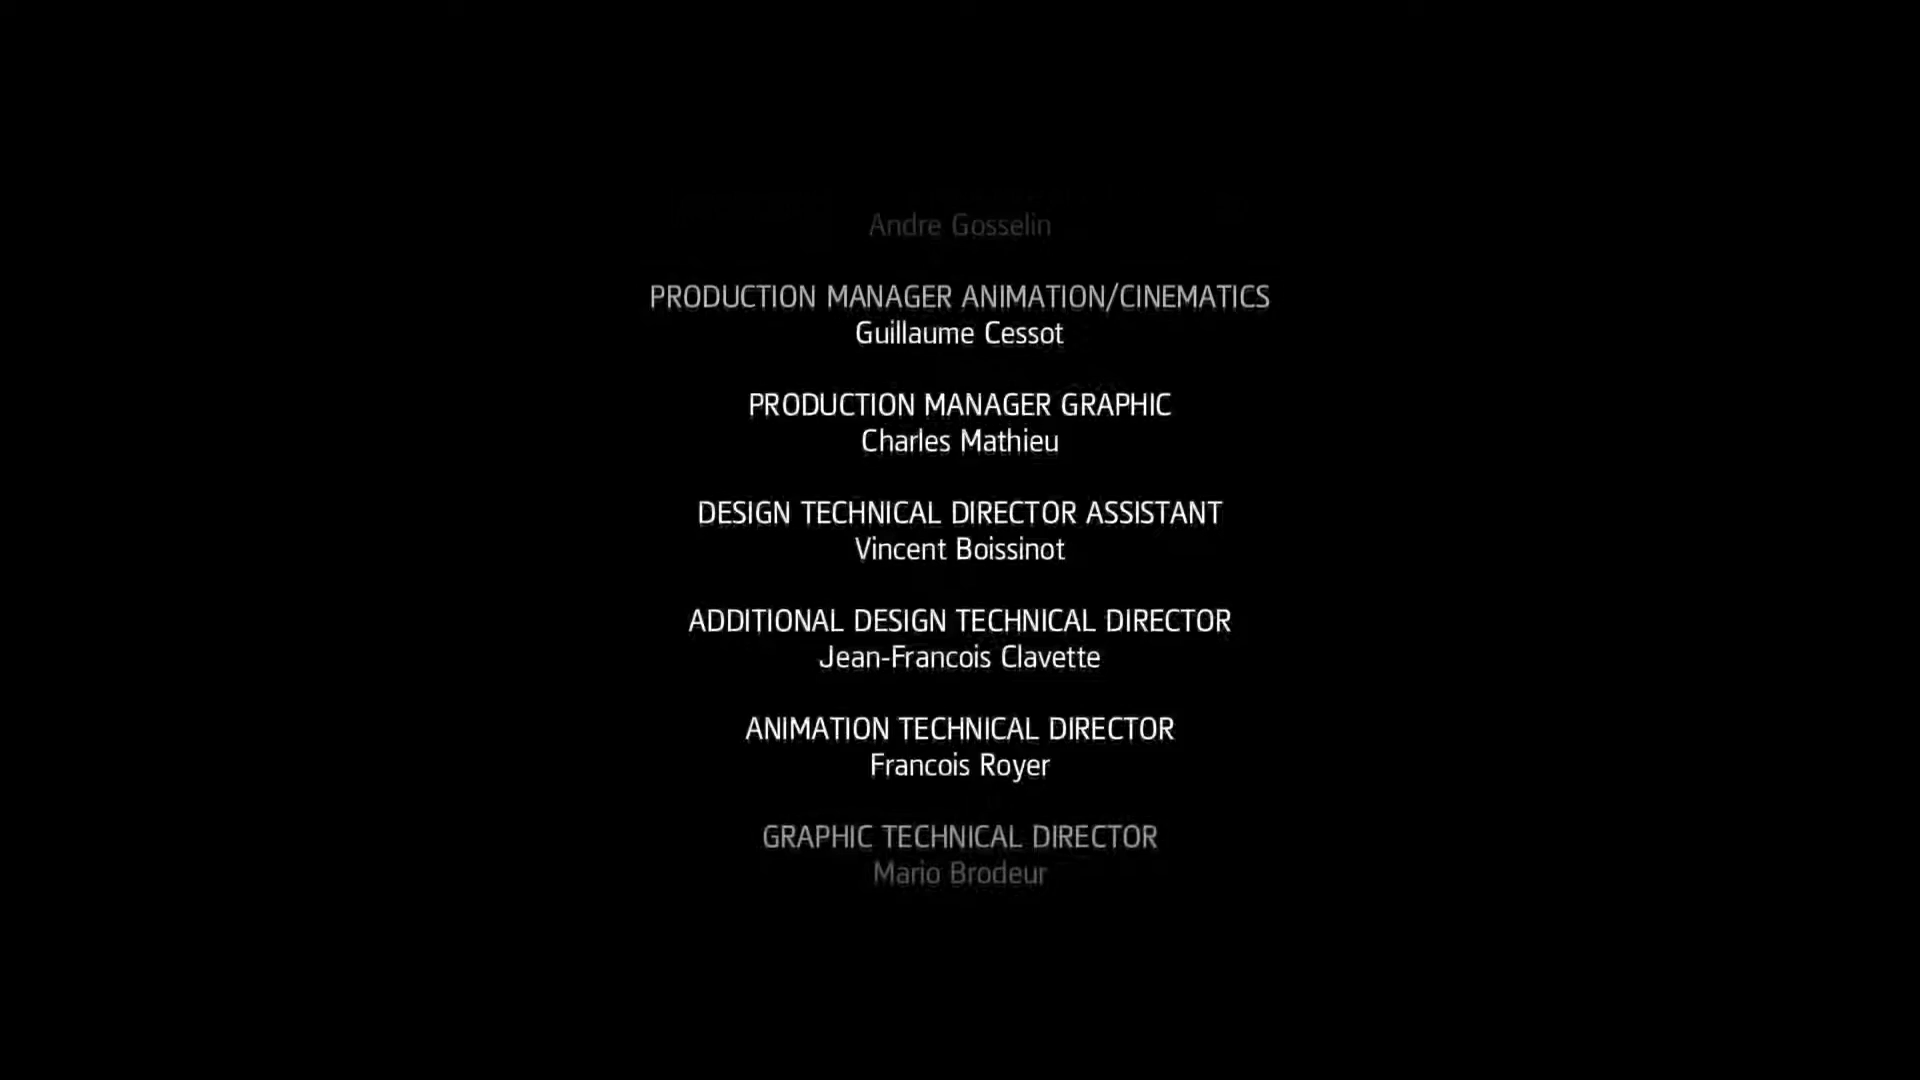 Andre Gosselin
PRODUCTION MANAGER ANIMATION/CINEMATICS
Guillaume Cessot
PRODUCTION MANAGER GRAPHIC
Charles Mathieu
DESIGN TECHNICAL DIRECTOR ASSISTANT
Vincent Boissinot
ADDITIONAL DESIGN TECHNICAL DIRECTOR
Jean-Francois Clavette
ANIMATION TECHNICAL DIRECTOR
Francois Royer
GRAPHIC TECHNICAL DIRECTOR
Mario Brodeur